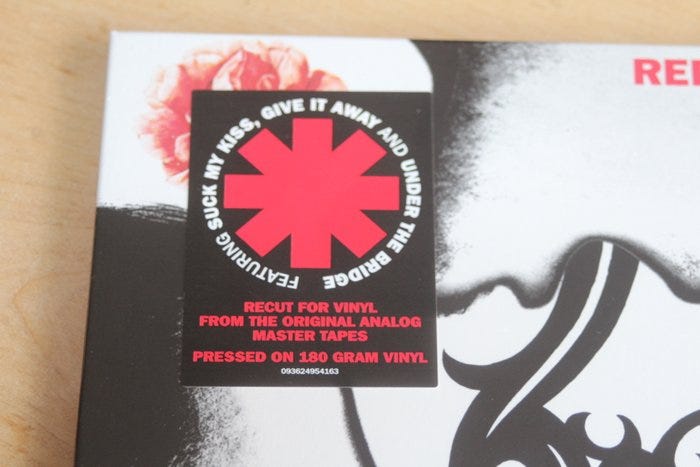 FEATURING SUCK MY KISS, GIVE IT AWAY AND UNDER THE BRIDGE
RECUT FOR VINYL
FROM THE ORIGINAL ANALOG
MASTER TAPES
PRESSED ON 180 GRAM VINYL
093624954163
RE